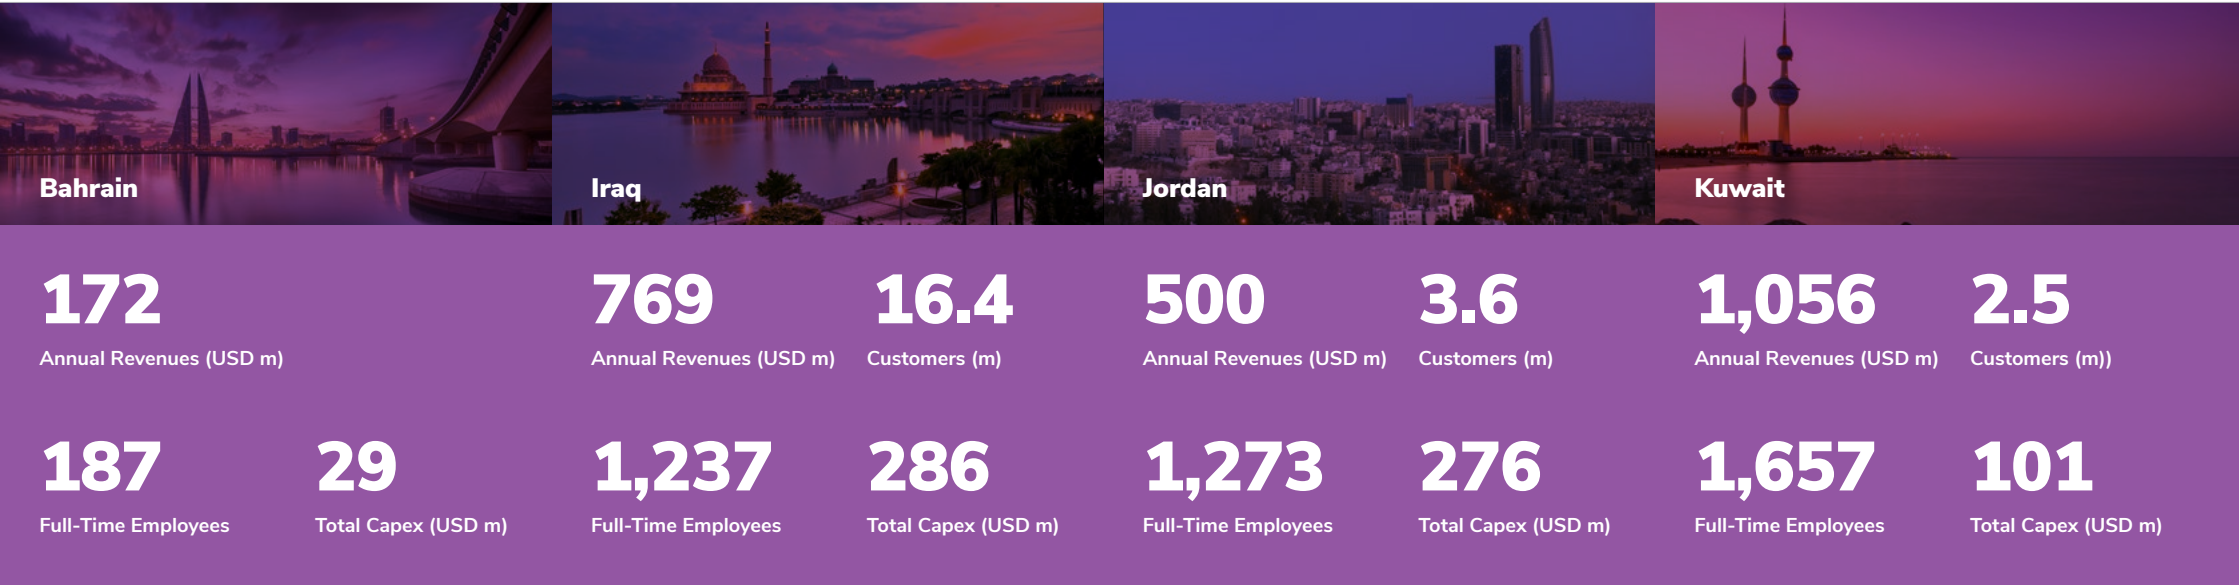 Bahrain
Iraq
Jordan
Kuwait
172
Annual Revenues (USD m)
769
Annual Revenues (USD m)
16.4
Customers (m)
500
Annual Revenues (USD m)
3.6
Customers (m)
1,056
Annual Revenues (USD m)
2.5
Customers (m))
187
Full-Time Employees
29
Total Capex (USD m)
1,237
Full-Time Employees
286
Total Capex (USD m)
1,273
Full-Time Employees
276
Total Capex (USD m)
1,657
Full-Time Employees
101
Total Capex (USD m)